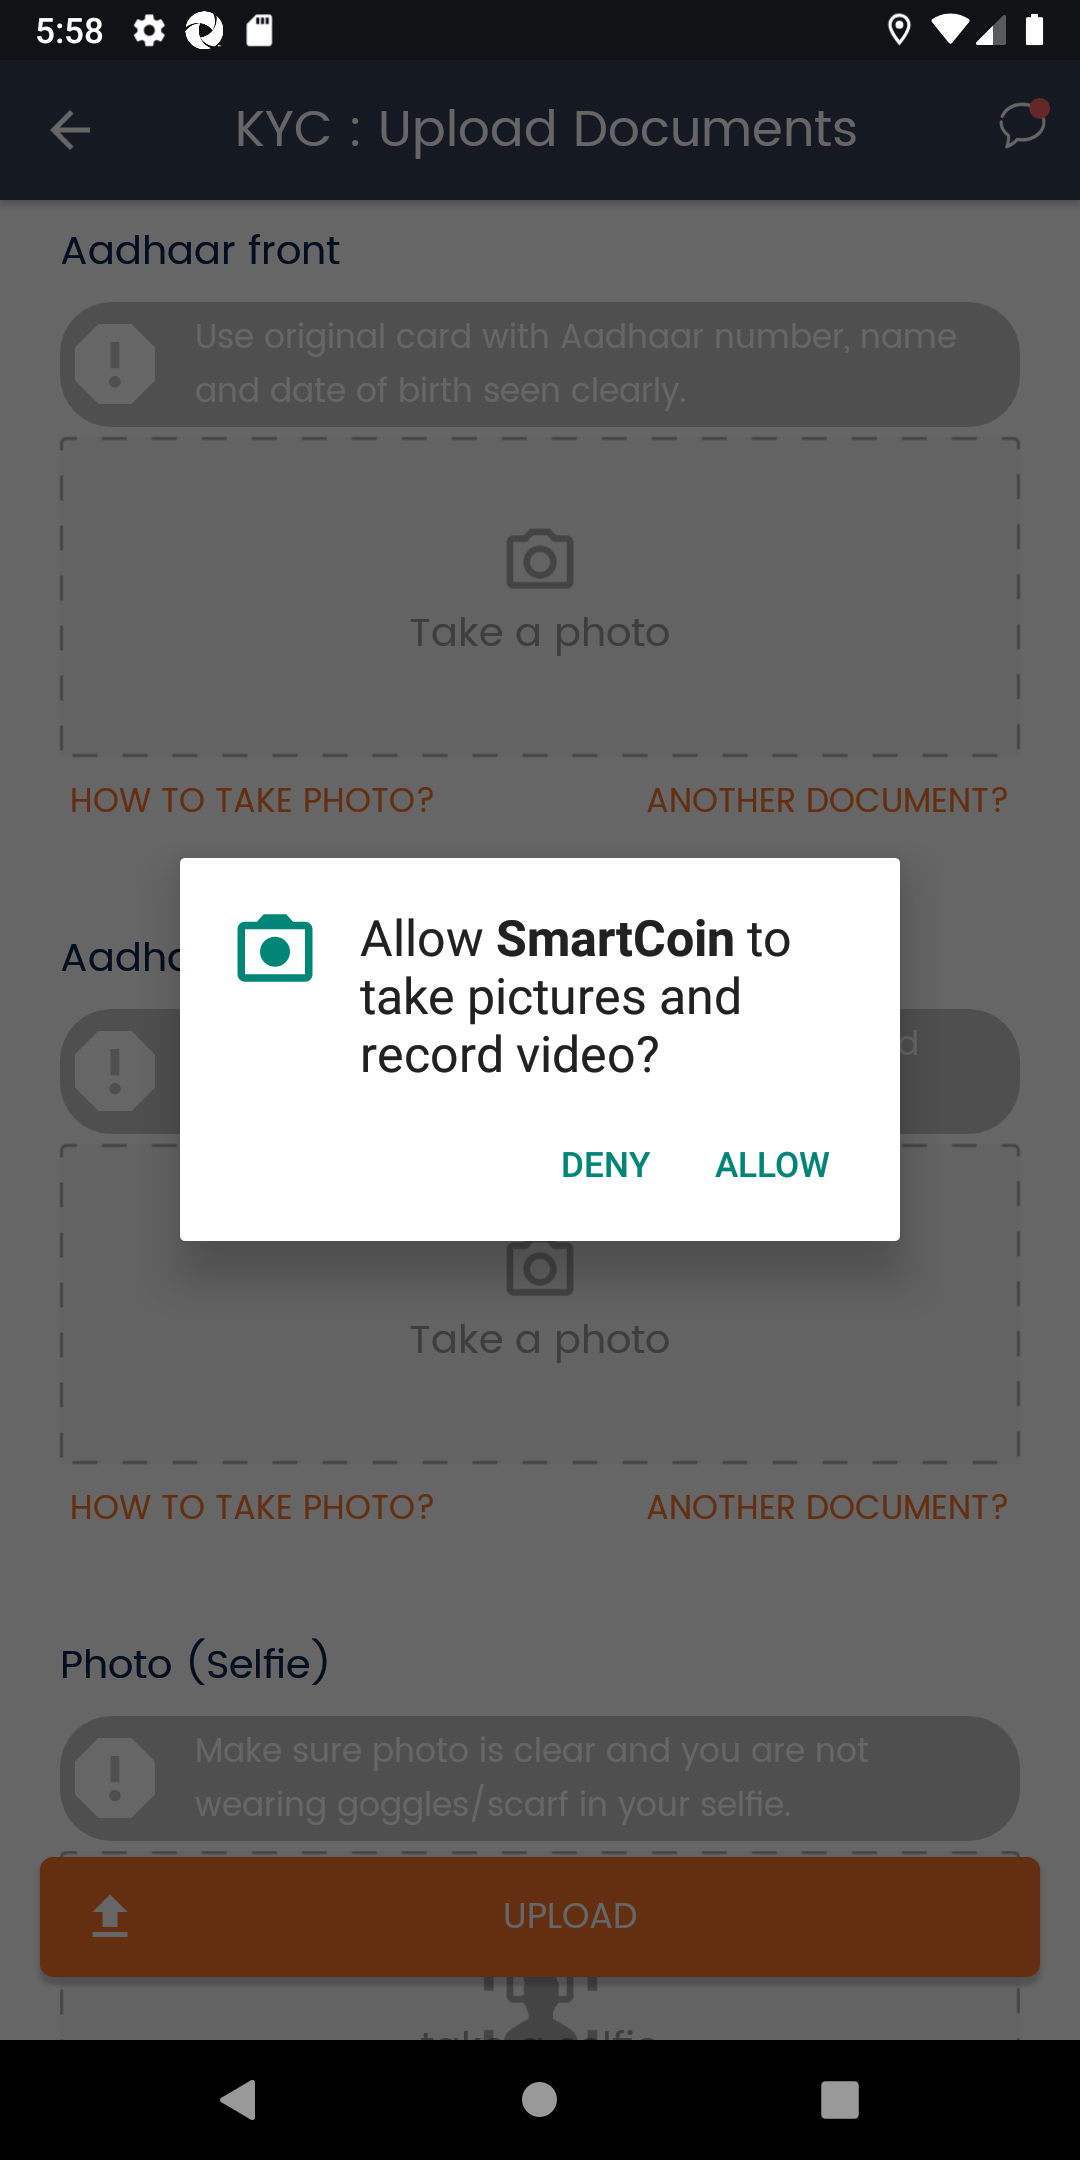 5:58
KYC : Upload Documents
Aadhaar front
Use original card with Aadhaar number, name
and date of birth seen clearly.
Take a photo
HOW TO TAKE PHOTO?
ANOTHER DOCUMENT?
Allow SmartCoin to
take pictures and
record video?
DENY
ALLOW
Take a photo
HOW TO TAKE PHOTO?
ANOTHER DOCUMENT?
Photo (Selfie)
Make sure photo is clear and you are not
wearing goggles/scarf in your selfie.
UPLOAD